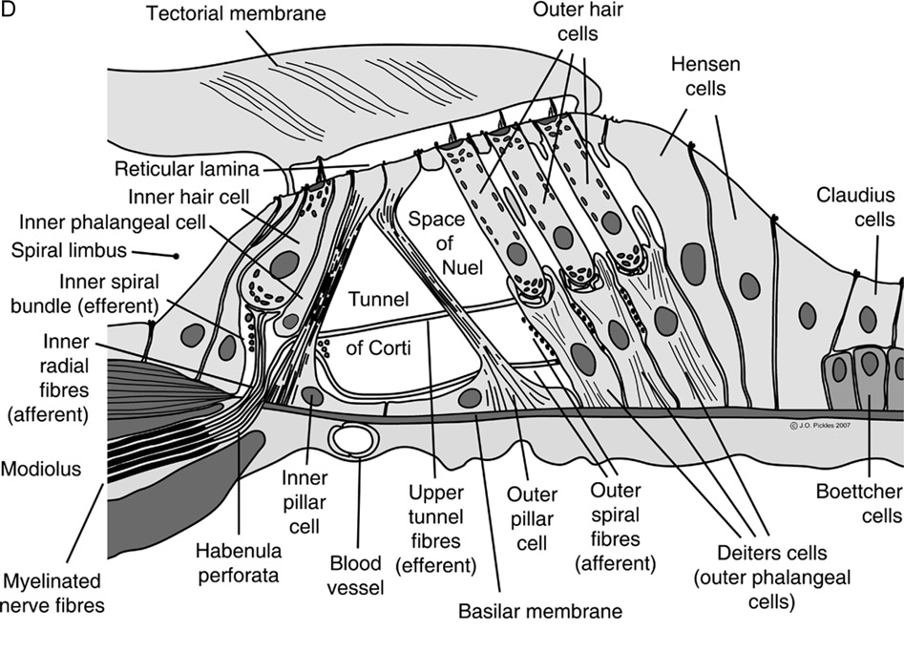 D
Tectorial membrane
Outer hair
cells
Hensen
cells
Reticular lamina
Inner hair cell
Inner phalangeal cell
Spiral limbus
Inner spiral
bundle (efferent)
Inner
radial
fibres
(afferent)
Modiolus
Myelinated
nerve fibres
Space
of
Nuel
Tunnel
of Corti
Claudius
cells
© J.O. Pickles 2007
Habenula
perforata
Inner
pillar
cell
Blood
vessel
Upper
tunnel
fibres
(efferent)
Basilar membrane
Outer
pillar
cell
Outer
spiral
fibres
(afferent)
Deiters cells
(outer phalangeal
cells)
Boettcher
cells